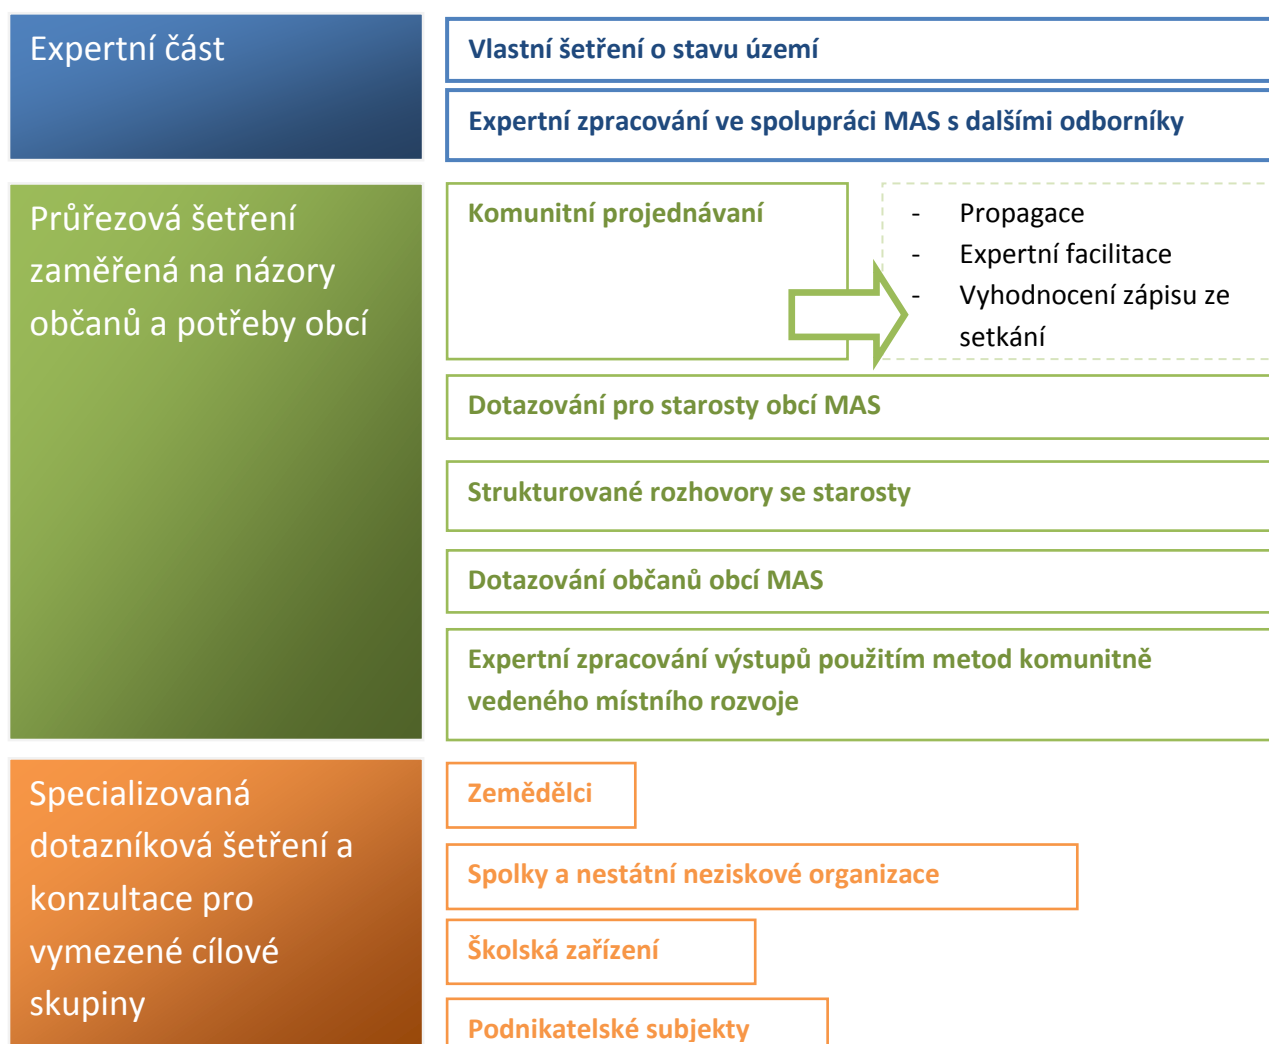 Expertní část
Vlastní šetření o stavu území
Expertní zpracování ve spolupráci MAS s dalšími odborníky
Průřezová šetření
zaměřená na názory
občanů a potřeby obcí
Komunitní projednávaní
- Propagace
- Expertní facilitace
- Vyhodnocení zápisu ze
setkání
Dotazování pro starosty obcí MAS
Strukturované rozhovory se starosty
Dotazování občanů obcí MAS
Expertní zpracování výstupů použitím metod komunitně
vedeného místního rozvoje
Specializovaná
dotazníková šetření a
konzultace pro
vymezené cílové
skupiny
Zemědělci
Spolky a nestátní neziskové organizace
Školská zařízení
Podnikatelské subjekty